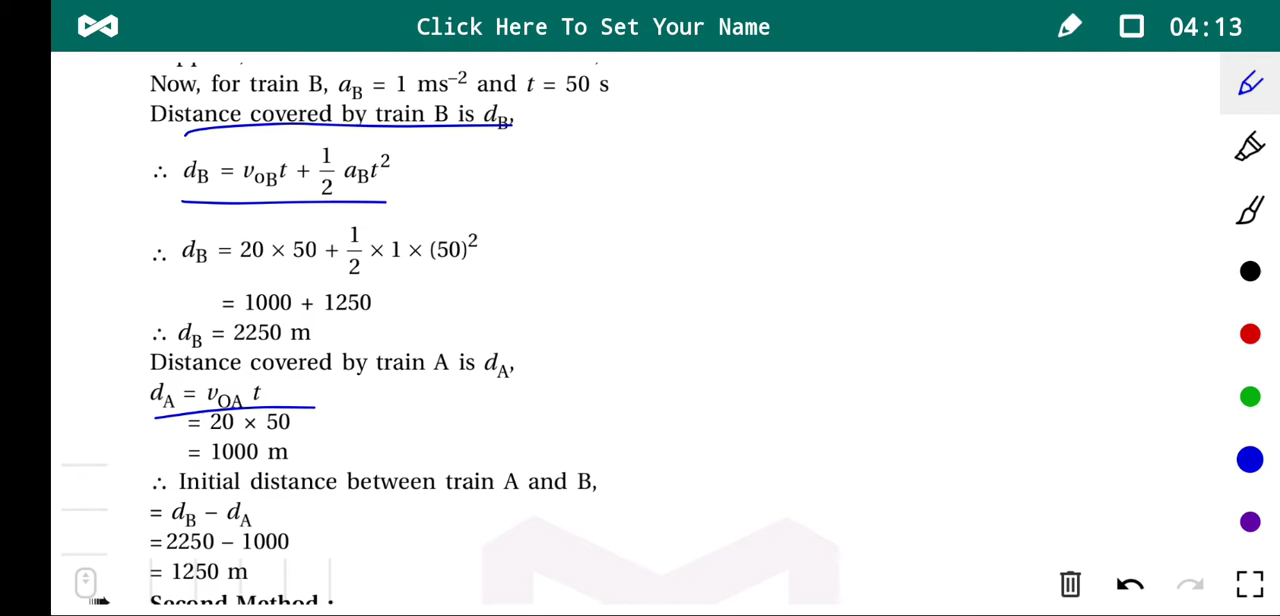 Click Here To Set Your Name
04:13
Now, for train B, a_B = 1 ms⁻² and t = 50 s
Distance covered by train B is d_B,
∴ d_B = v_oB t + 1/2 a_B t²
∴ d_B = 20 × 50 + 1/2 × 1 × (50)²
= 1000 + 1250
∴ d_B = 2250 m
Distance covered by train A is d_A,
d_A = v_OA t
= 20 × 50
= 1000 m
∴ Initial distance between train A and B,
= d_B − d_A
=2250 − 1000
= 1250 m
Second Method :